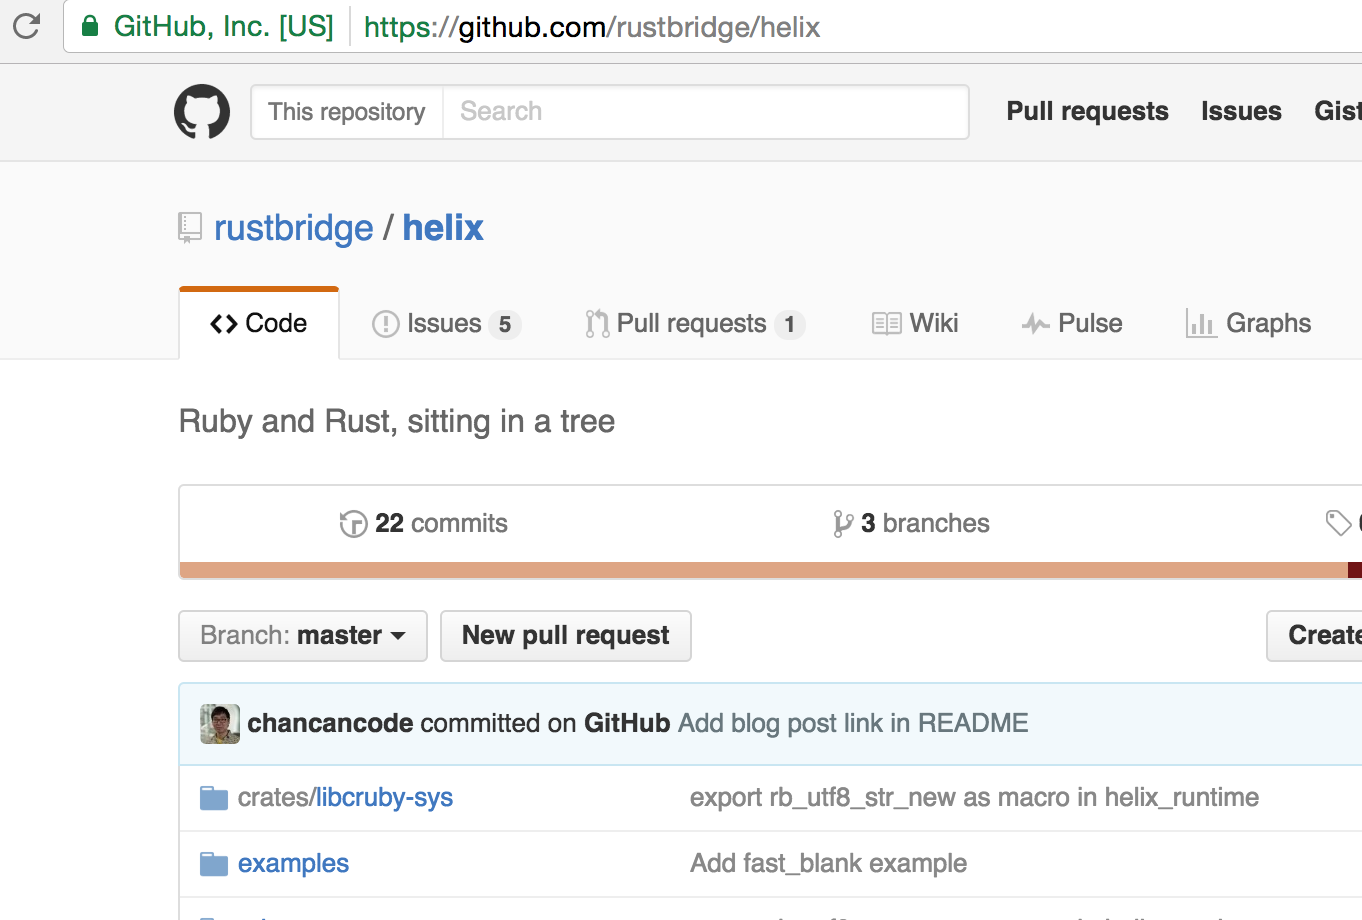 GitHub, Inc. [US] https://github.com/rustbridge/helix
This repository Search Pull requests Issues Gist
rustbridge / helix
Code Issues 5 Pull requests 1 Wiki Pulse Graphs
Ruby and Rust, sitting in a tree
22 commits 3 branches
Branch: master New pull request Create
chancancode committed on GitHub Add blog post link in README
crates/libcruby-sys export rb_utf8_str_new as macro in helix_runtime
examples Add fast_blank example